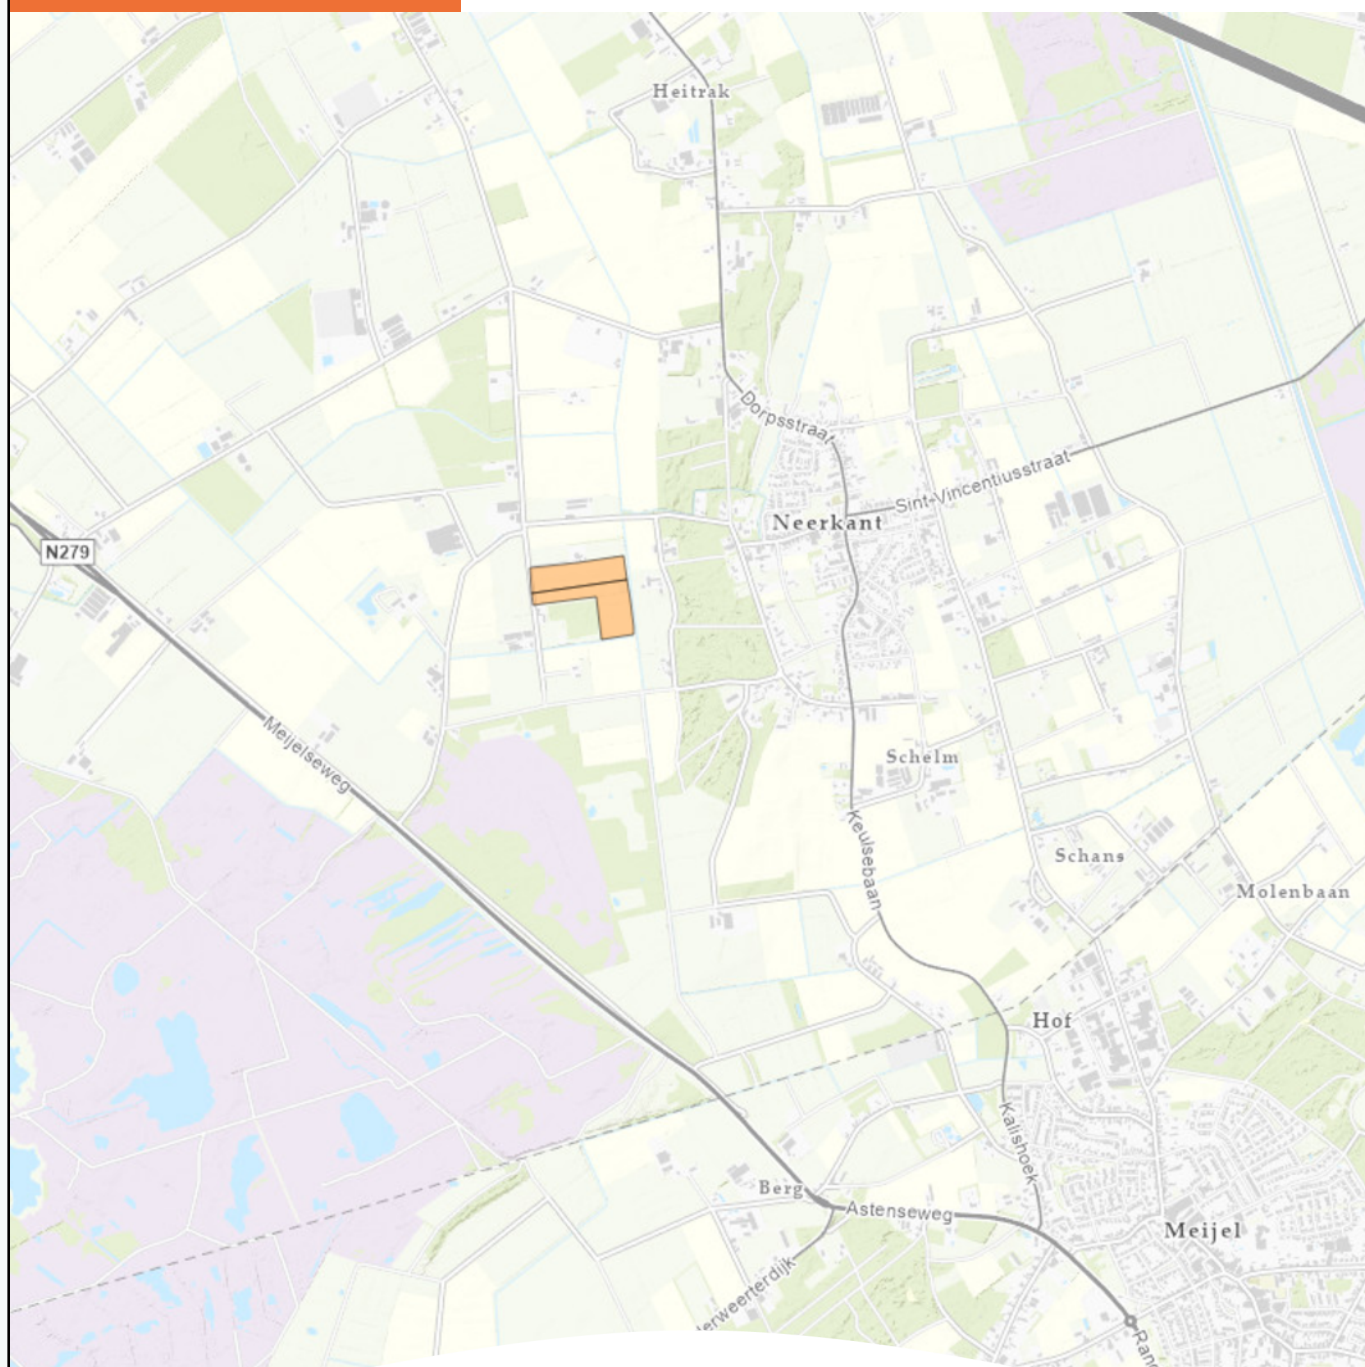 Heitrak
Dorpsstraat
Sint-Vincentiusstraat
Neerkant
N279
Meijelseweg
Schelm
Keulsebaan
Schans
Molenbaan
Hof
Kalishoek
Berg
Astenseweg
Meijel